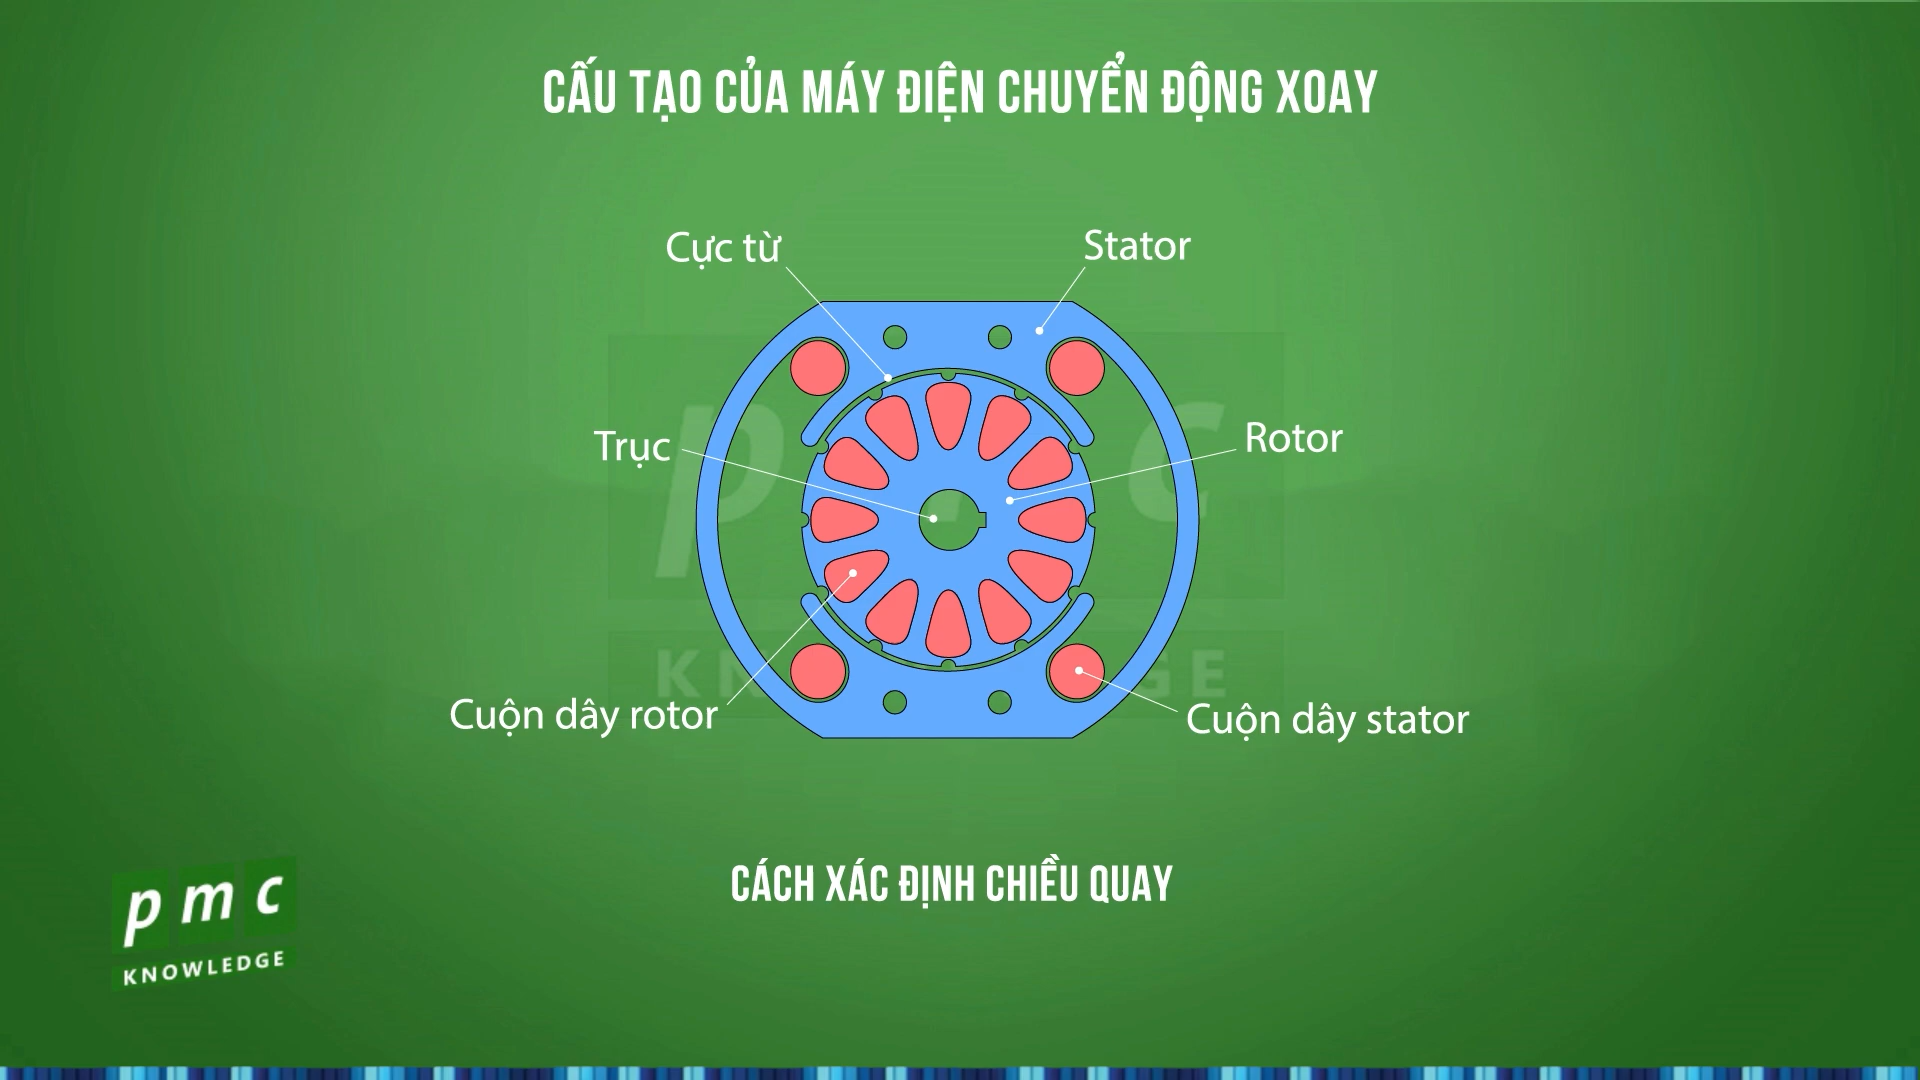 CẤU TẠO CỦA MÁY ĐIỆN CHUYỂN ĐỘNG XOAY
Cực từ
Stator
Trục
Rotor
Cuộn dây rotor
Cuộn dây stator
CÁCH XÁC ĐỊNH CHIỀU QUAY
pmc
KNOWLEDGE